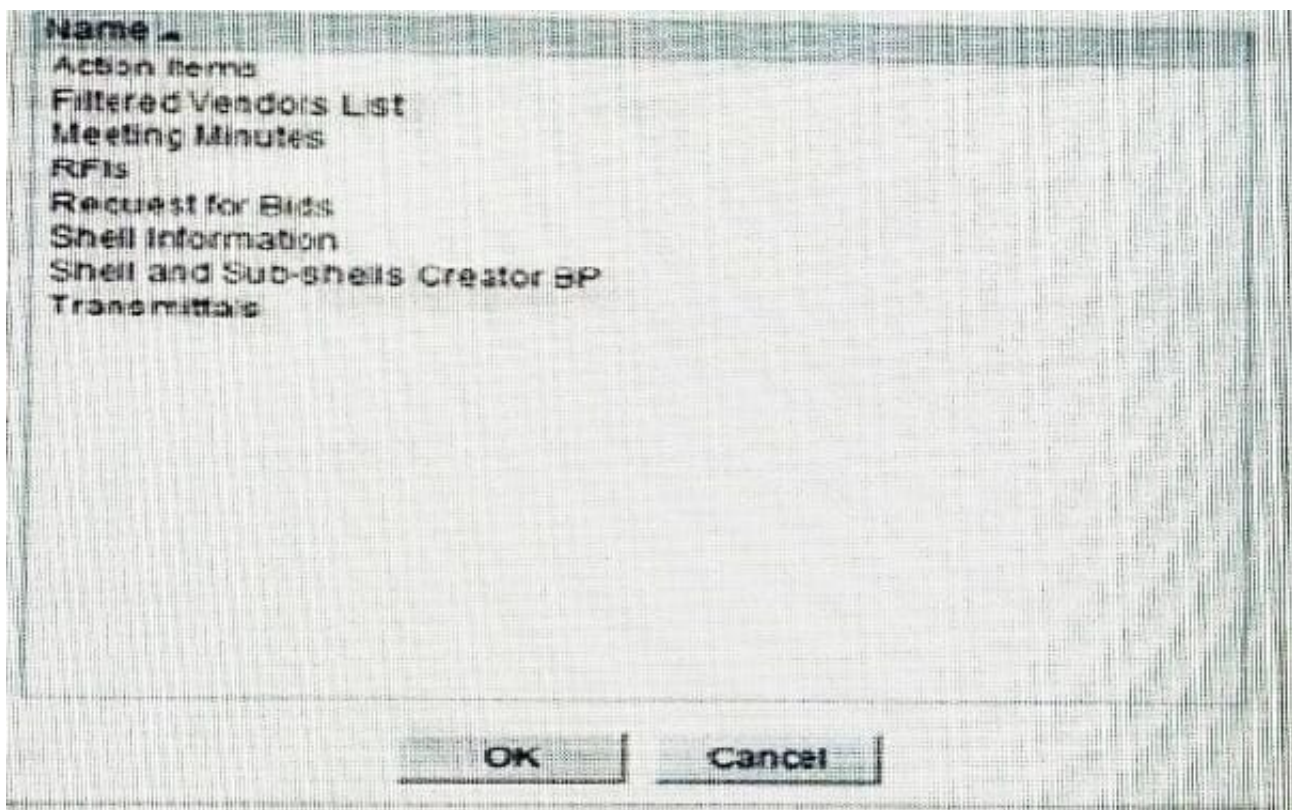 Name
Action Items
Filtered Vendors List
Meeting Minutes
RFIs
Request for Bids
Shell Information
Shell and Sub-shells Creator BP
Transmittals
OK
Cancel